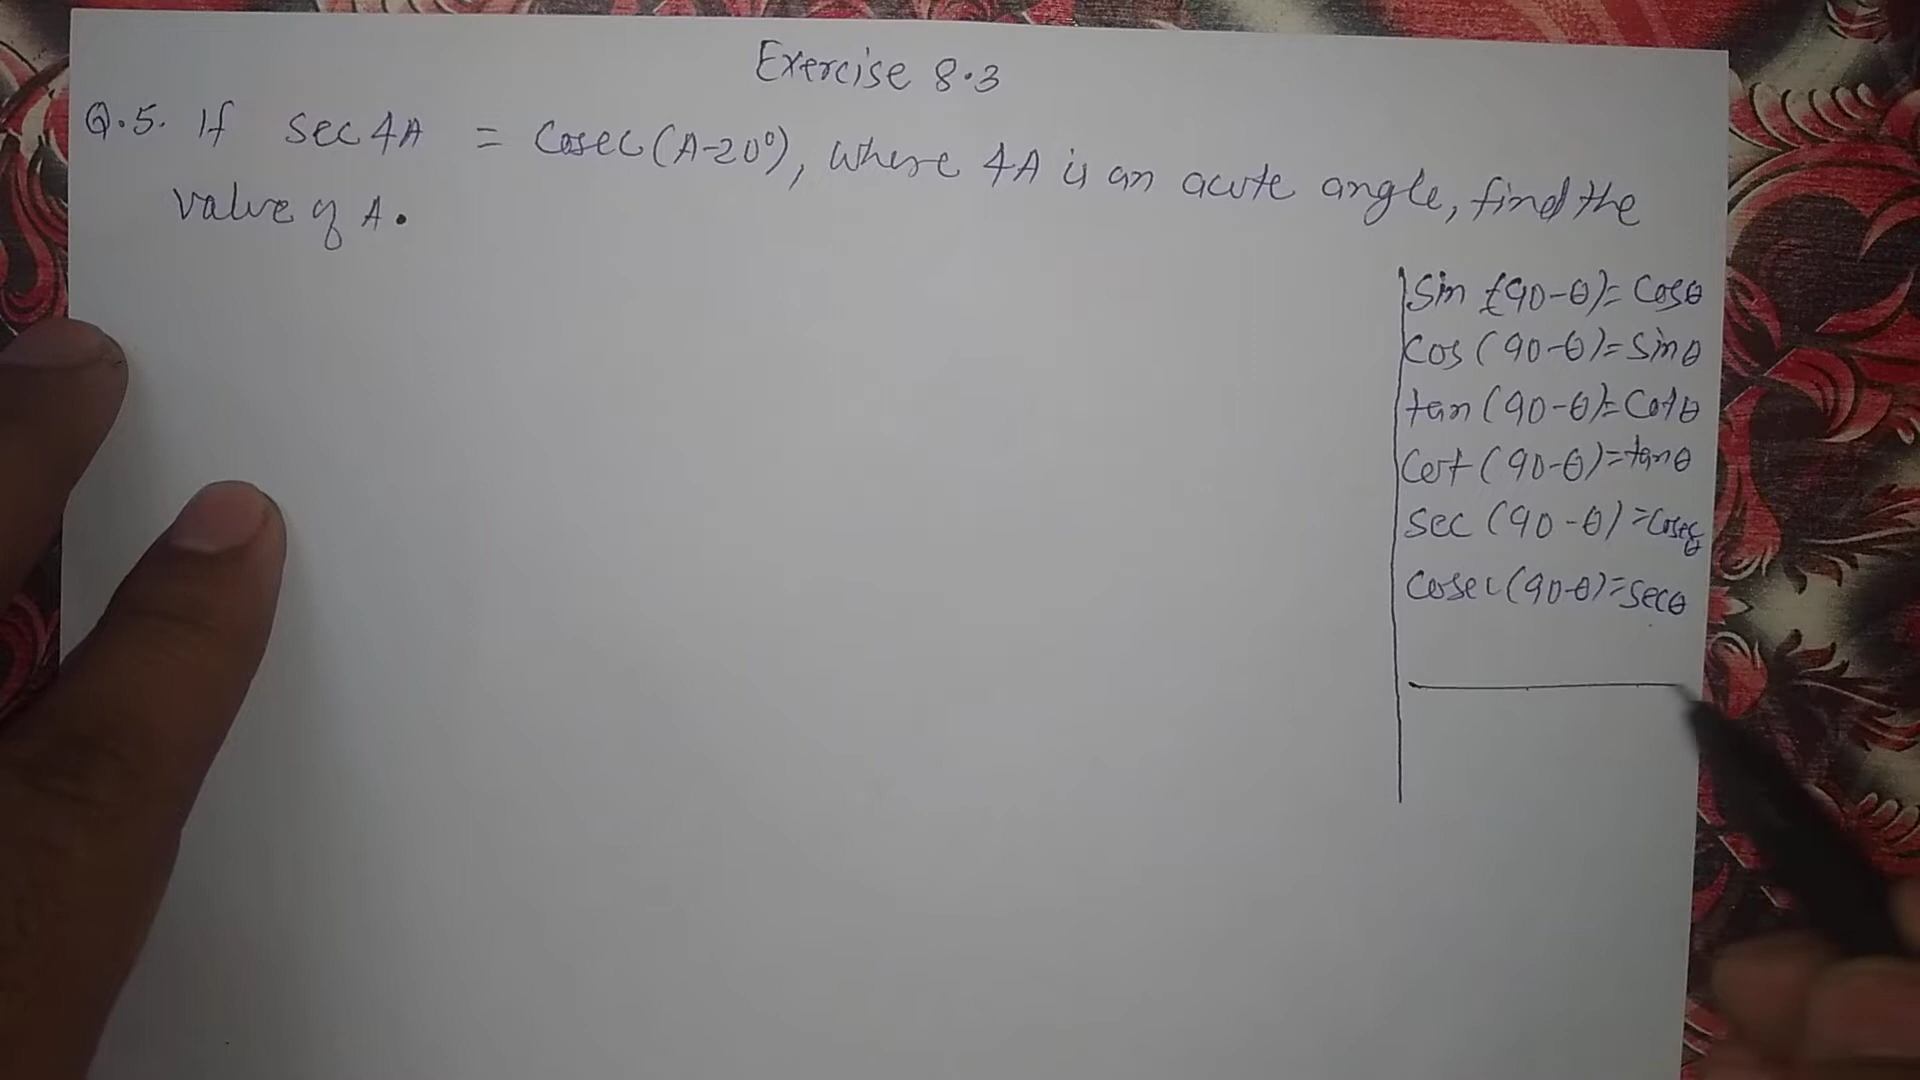 Exercise 8.3
Q.5. If sec 4A = Cosec (A-20°), where 4A is an acute angle, find the
value of A.
Sin (90-θ)= Cosθ
Cos (90-θ)= Sinθ
tan (90-θ)= Cotθ
Cot (90-θ)=tanθ
Sec (90-θ)=Cosecθ
Cosec(90-θ)=Secθ